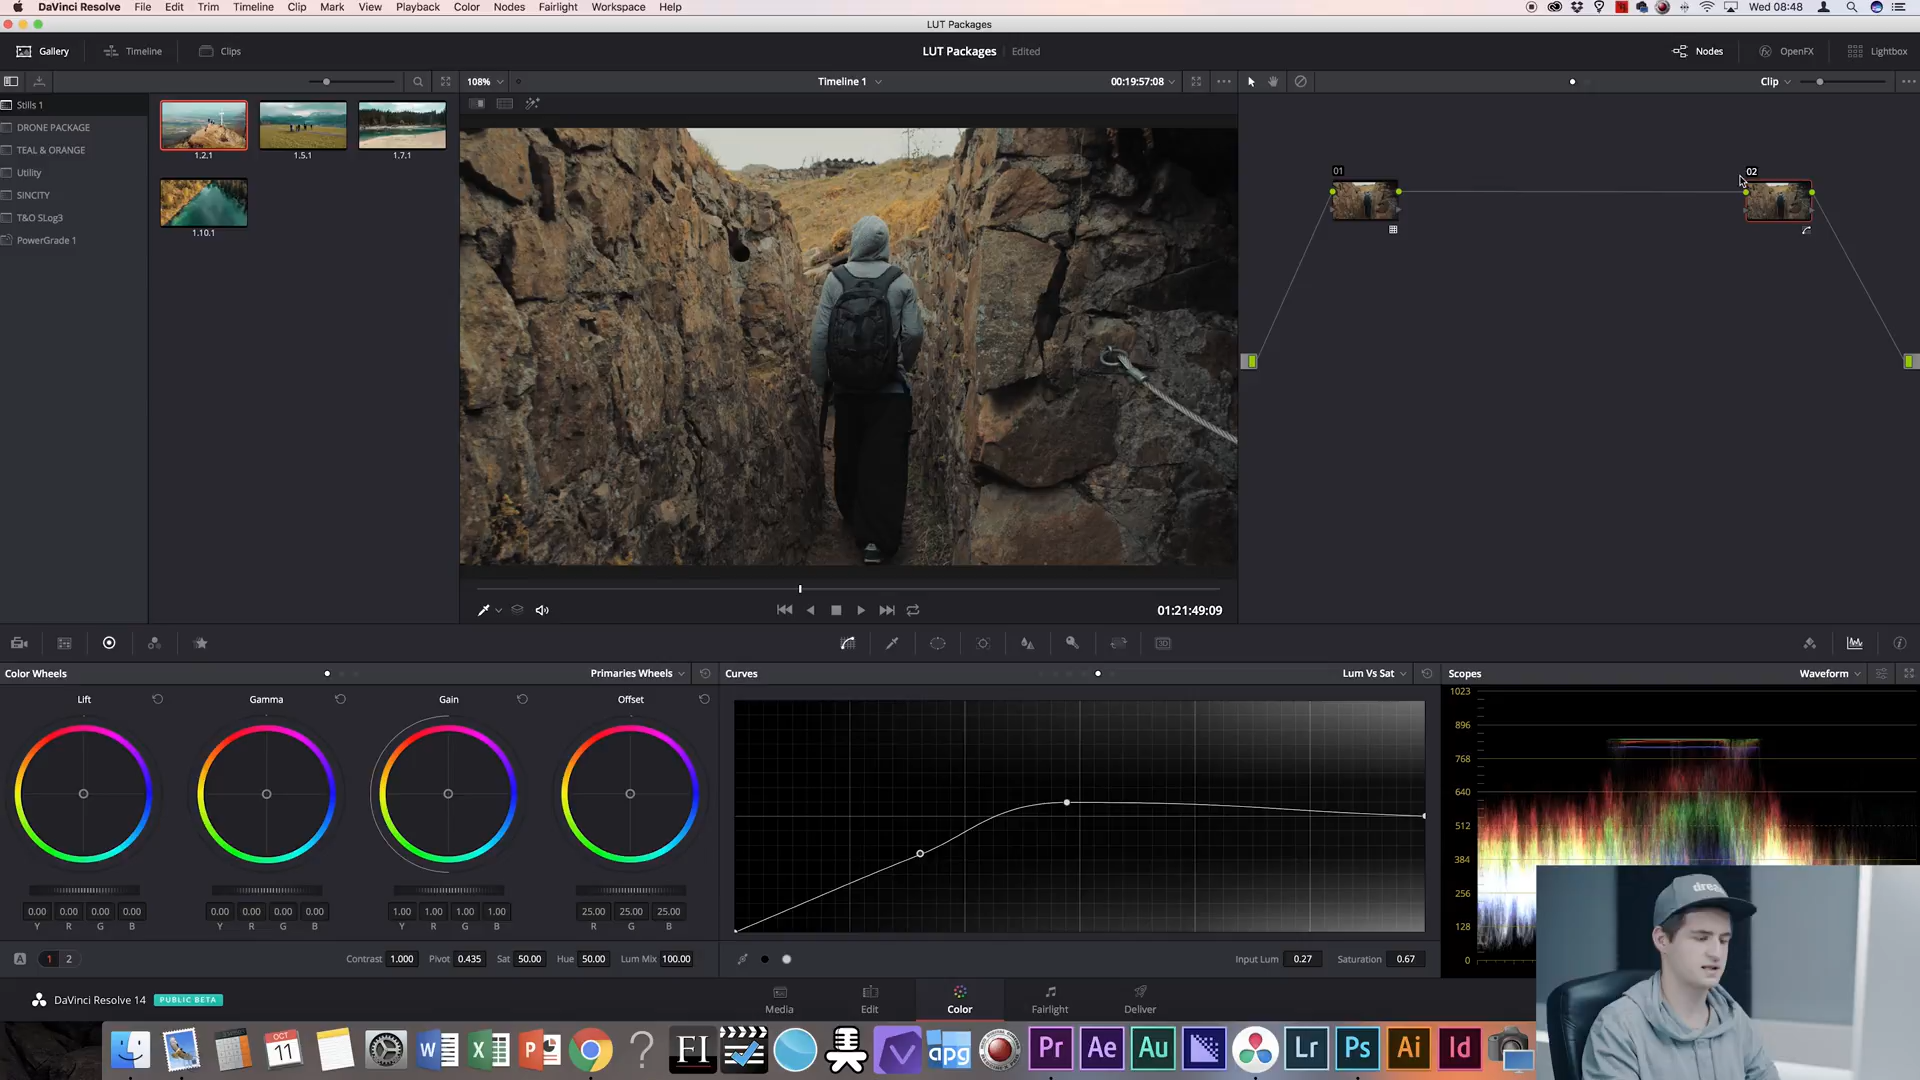 DaVinci Resolve File Edit Trim Timeline Clip Mark View Playback Color Nodes Fairlight Workspace Help Wed 08:48
LUT Packages
Gallery Timeline Clips LUT Packages Edited Nodes OpenFX Lightbox
108% Timeline 1 00:19:57:08 Clip
Stills 1
DRONE PACKAGE
TEAL & ORANGE
Utility
SINCITY
T&O SLog3
PowerGrade 1
1.2.1 1.5.1 1.7.1
1.10.1
01 02
01:21:49:09
Color Wheels Primaries Wheels Curves Lum Vs Sat Scopes Waveform
Lift Gamma Gain Offset
1023
896
768
640
512
384
256
128
0
0.00 0.00 0.00 0.00 0.00 0.00 0.00 0.00 1.00 1.00 1.00 1.00 25.00 25.00 25.00
Y R G B Y R G B Y R G B R G B
A 1 2 Contrast 1.000 Pivot 0.435 Sat 50.00 Hue 50.00 Lum Mix 100.00 Input Lum 0.27 Saturation 0.67
DaVinci Resolve 14 PUBLIC BETA Media Edit Color Fairlight Deliver
OCT
11
W X P ? FI apg Pr Ae Au Lr Ps Ai Id